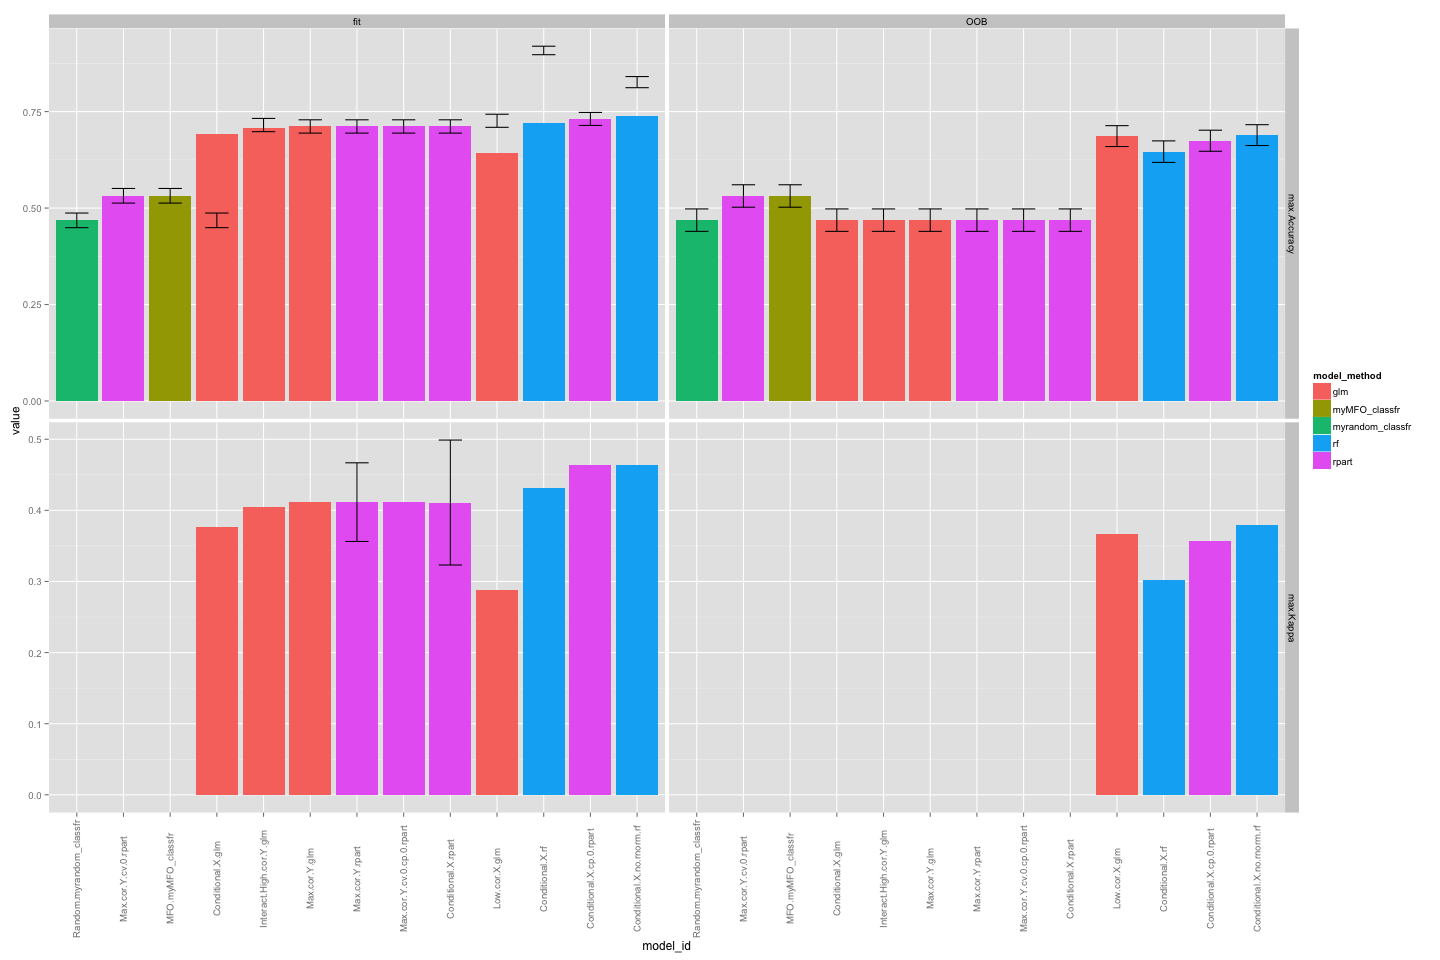 fit
OOB
0.75
0.50
0.25
0.00
max.Accuracy
value
0.5
0.4
0.3
0.2
0.1
0.0
max.Kappa
Random.myrandom_classfr
Max.cor.Y.cv.0.rpart
MFO.myMFO_classfr
Conditional.X.glm
Interact.High.cor.Y.glm
Max.cor.Y.glm
Max.cor.Y.rpart
Max.cor.Y.cv.0.cp.0.rpart
Conditional.X.rpart
Low.cor.X.glm
Conditional.X.rf
Conditional.X.cp.0.rpart
Conditional.X.no.rnorm.rf
Random.myrandom_classfr
Max.cor.Y.cv.0.rpart
MFO.myMFO_classfr
Conditional.X.glm
Interact.High.cor.Y.glm
Max.cor.Y.glm
Max.cor.Y.rpart
Max.cor.Y.cv.0.cp.0.rpart
Conditional.X.rpart
Low.cor.X.glm
Conditional.X.rf
Conditional.X.cp.0.rpart
Conditional.X.no.rnorm.rf
model_id
model_method
glm
myMFO_classfr
myrandom_classfr
rf
rpart